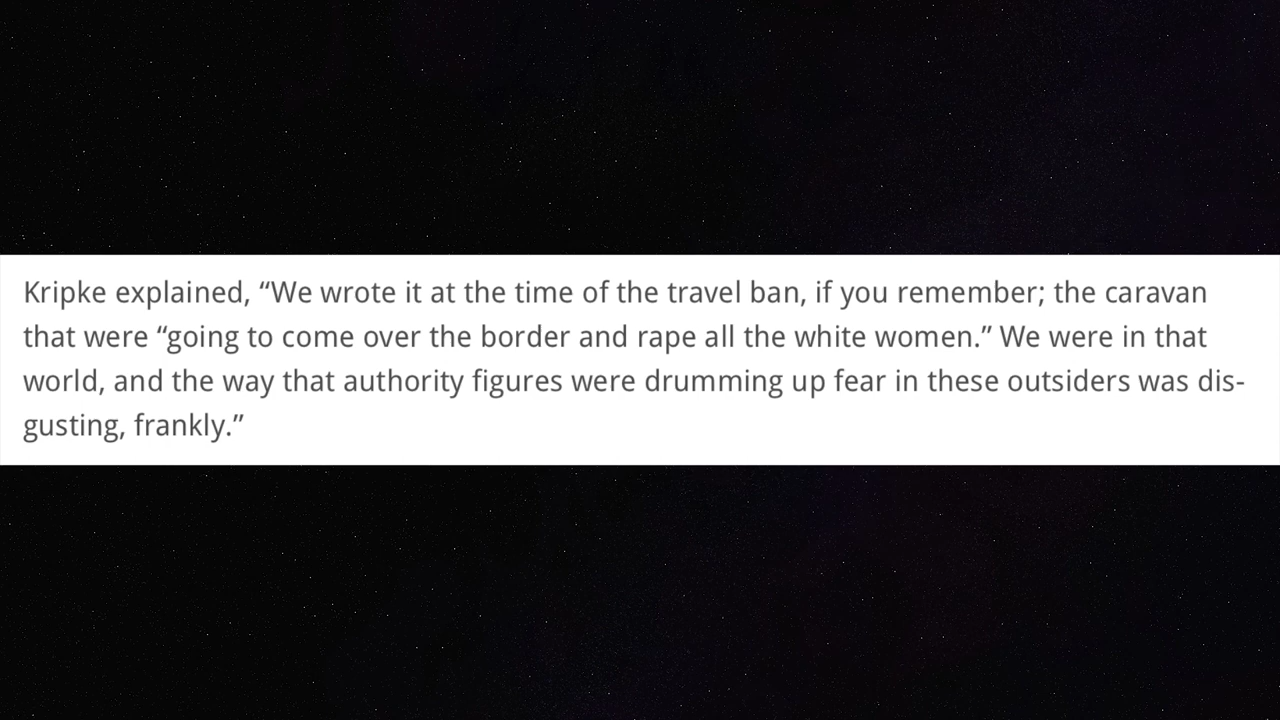 Kripke explained, “We wrote it at the time of the travel ban, if you remember; the caravan
that were “going to come over the border and rape all the white women.” We were in that
world, and the way that authority figures were drumming up fear in these outsiders was dis-
gusting, frankly.”